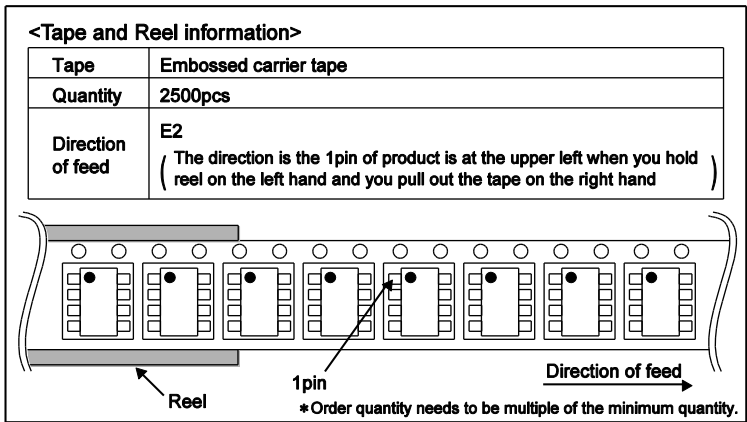 <Tape and Reel information>
Tape Embossed carrier tape
Quantity 2500pcs
Direction of feed E2
( The direction is the 1pin of product is at the upper left when you hold
reel on the left hand and you pull out the tape on the right hand )
Reel
1pin
Direction of feed
*Order quantity needs to be multiple of the minimum quantity.